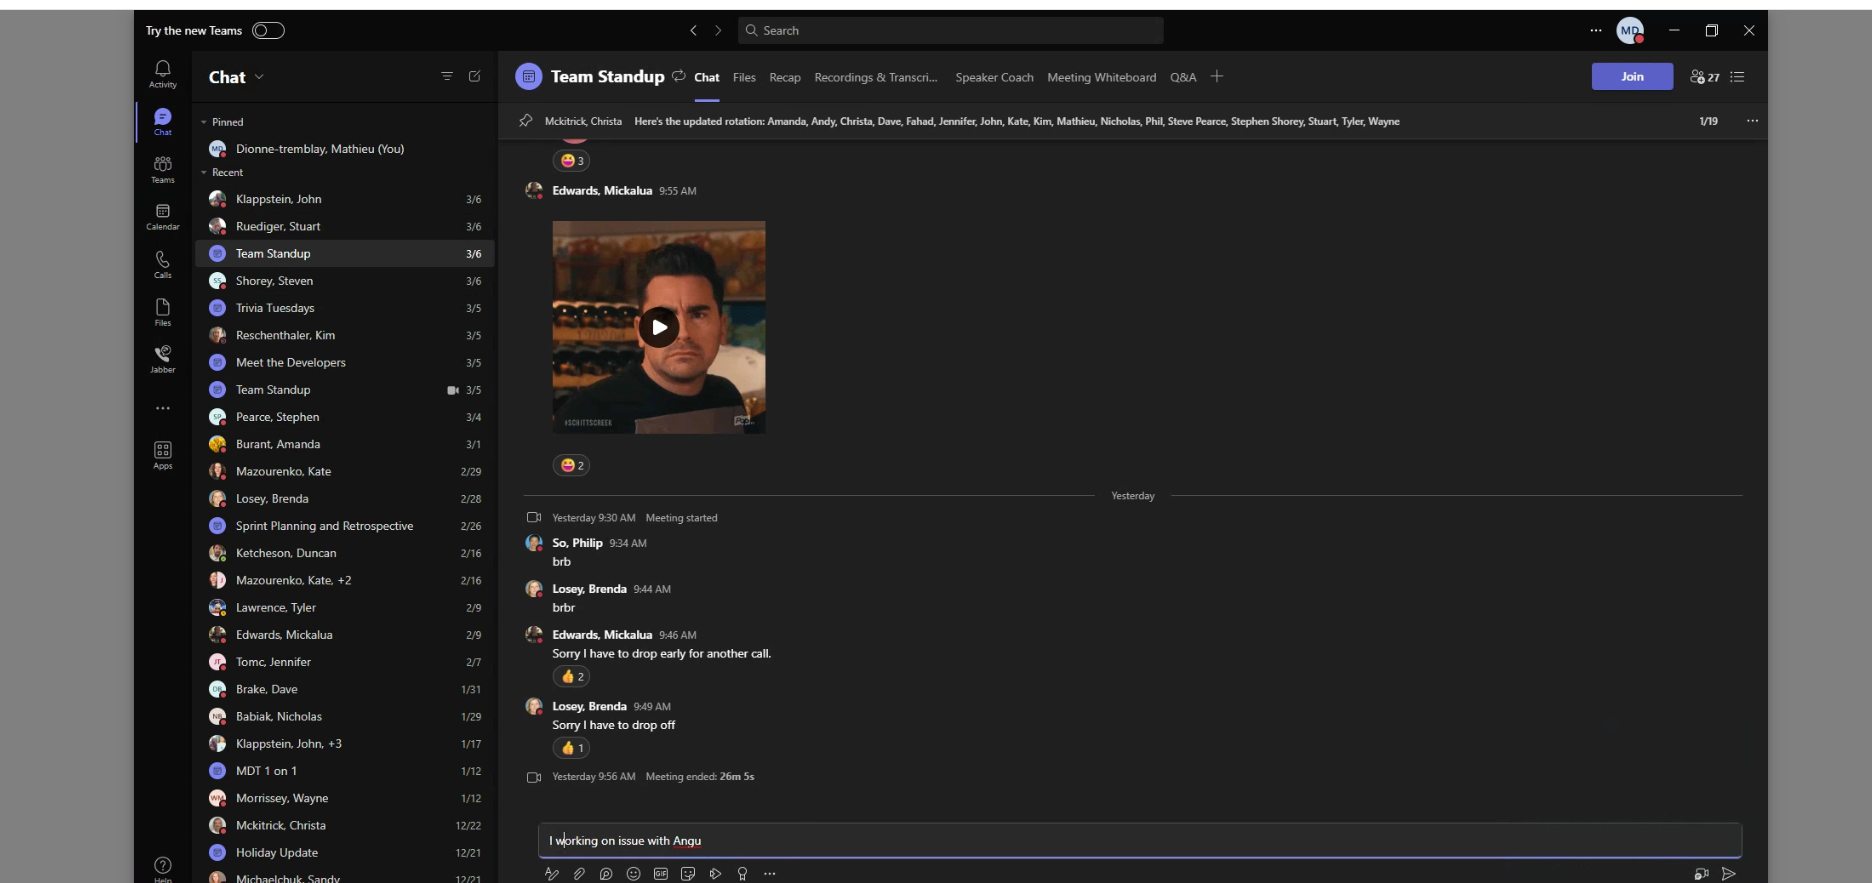 Try the new Teams
Search
MD
Activity
Chat
Teams
Calendar
Calls
Files
Jabber
Apps
Help
Chat
Pinned
Dionne-tremblay, Mathieu (You)
Recent
Klappstein, John 3/6
Ruediger, Stuart 3/6
Team Standup 3/6
SS Shorey, Steven 3/6
Trivia Tuesdays 3/5
Reschenthaler, Kim 3/5
Meet the Developers 3/5
Team Standup 3/5
SP Pearce, Stephen 3/4
Burant, Amanda 3/1
Mazourenko, Kate 2/29
Losey, Brenda 2/28
Sprint Planning and Retrospective 2/26
Ketcheson, Duncan 2/16
Mazourenko, Kate, +2 2/16
Lawrence, Tyler 2/9
Edwards, Mickalua 2/9
JT Tomc, Jennifer 2/7
DB Brake, Dave 1/31
NB Babiak, Nicholas 1/29
Klappstein, John, +3 1/17
MDT 1 on 1 1/12
WM Morrissey, Wayne 1/12
Mckitrick, Christa 12/22
Holiday Update 12/21
Michaelchuk, Sandy 12/21
Team Standup Chat Files Recap Recordings & Transcri... Speaker Coach Meeting Whiteboard Q&A Join 27
Mckitrick, Christa Here's the updated rotation: Amanda, Andy, Christa, Dave, Fahad, Jennifer, John, Kate, Kim, Mathieu, Nicholas, Phil, Steve Pearce, Stephen Shorey, Stuart, Tyler, Wayne 1/19
3
Edwards, Mickalua 9:55 AM
#SCHITTSCREEK
2
Yesterday
Yesterday 9:30 AM Meeting started
So, Philip 9:34 AM
brb
Losey, Brenda 9:44 AM
brbr
Edwards, Mickalua 9:46 AM
Sorry I have to drop early for another call.
2
Losey, Brenda 9:49 AM
Sorry I have to drop off
1
Yesterday 9:56 AM Meeting ended: 26m 5s
I working on issue with Angu
GIF